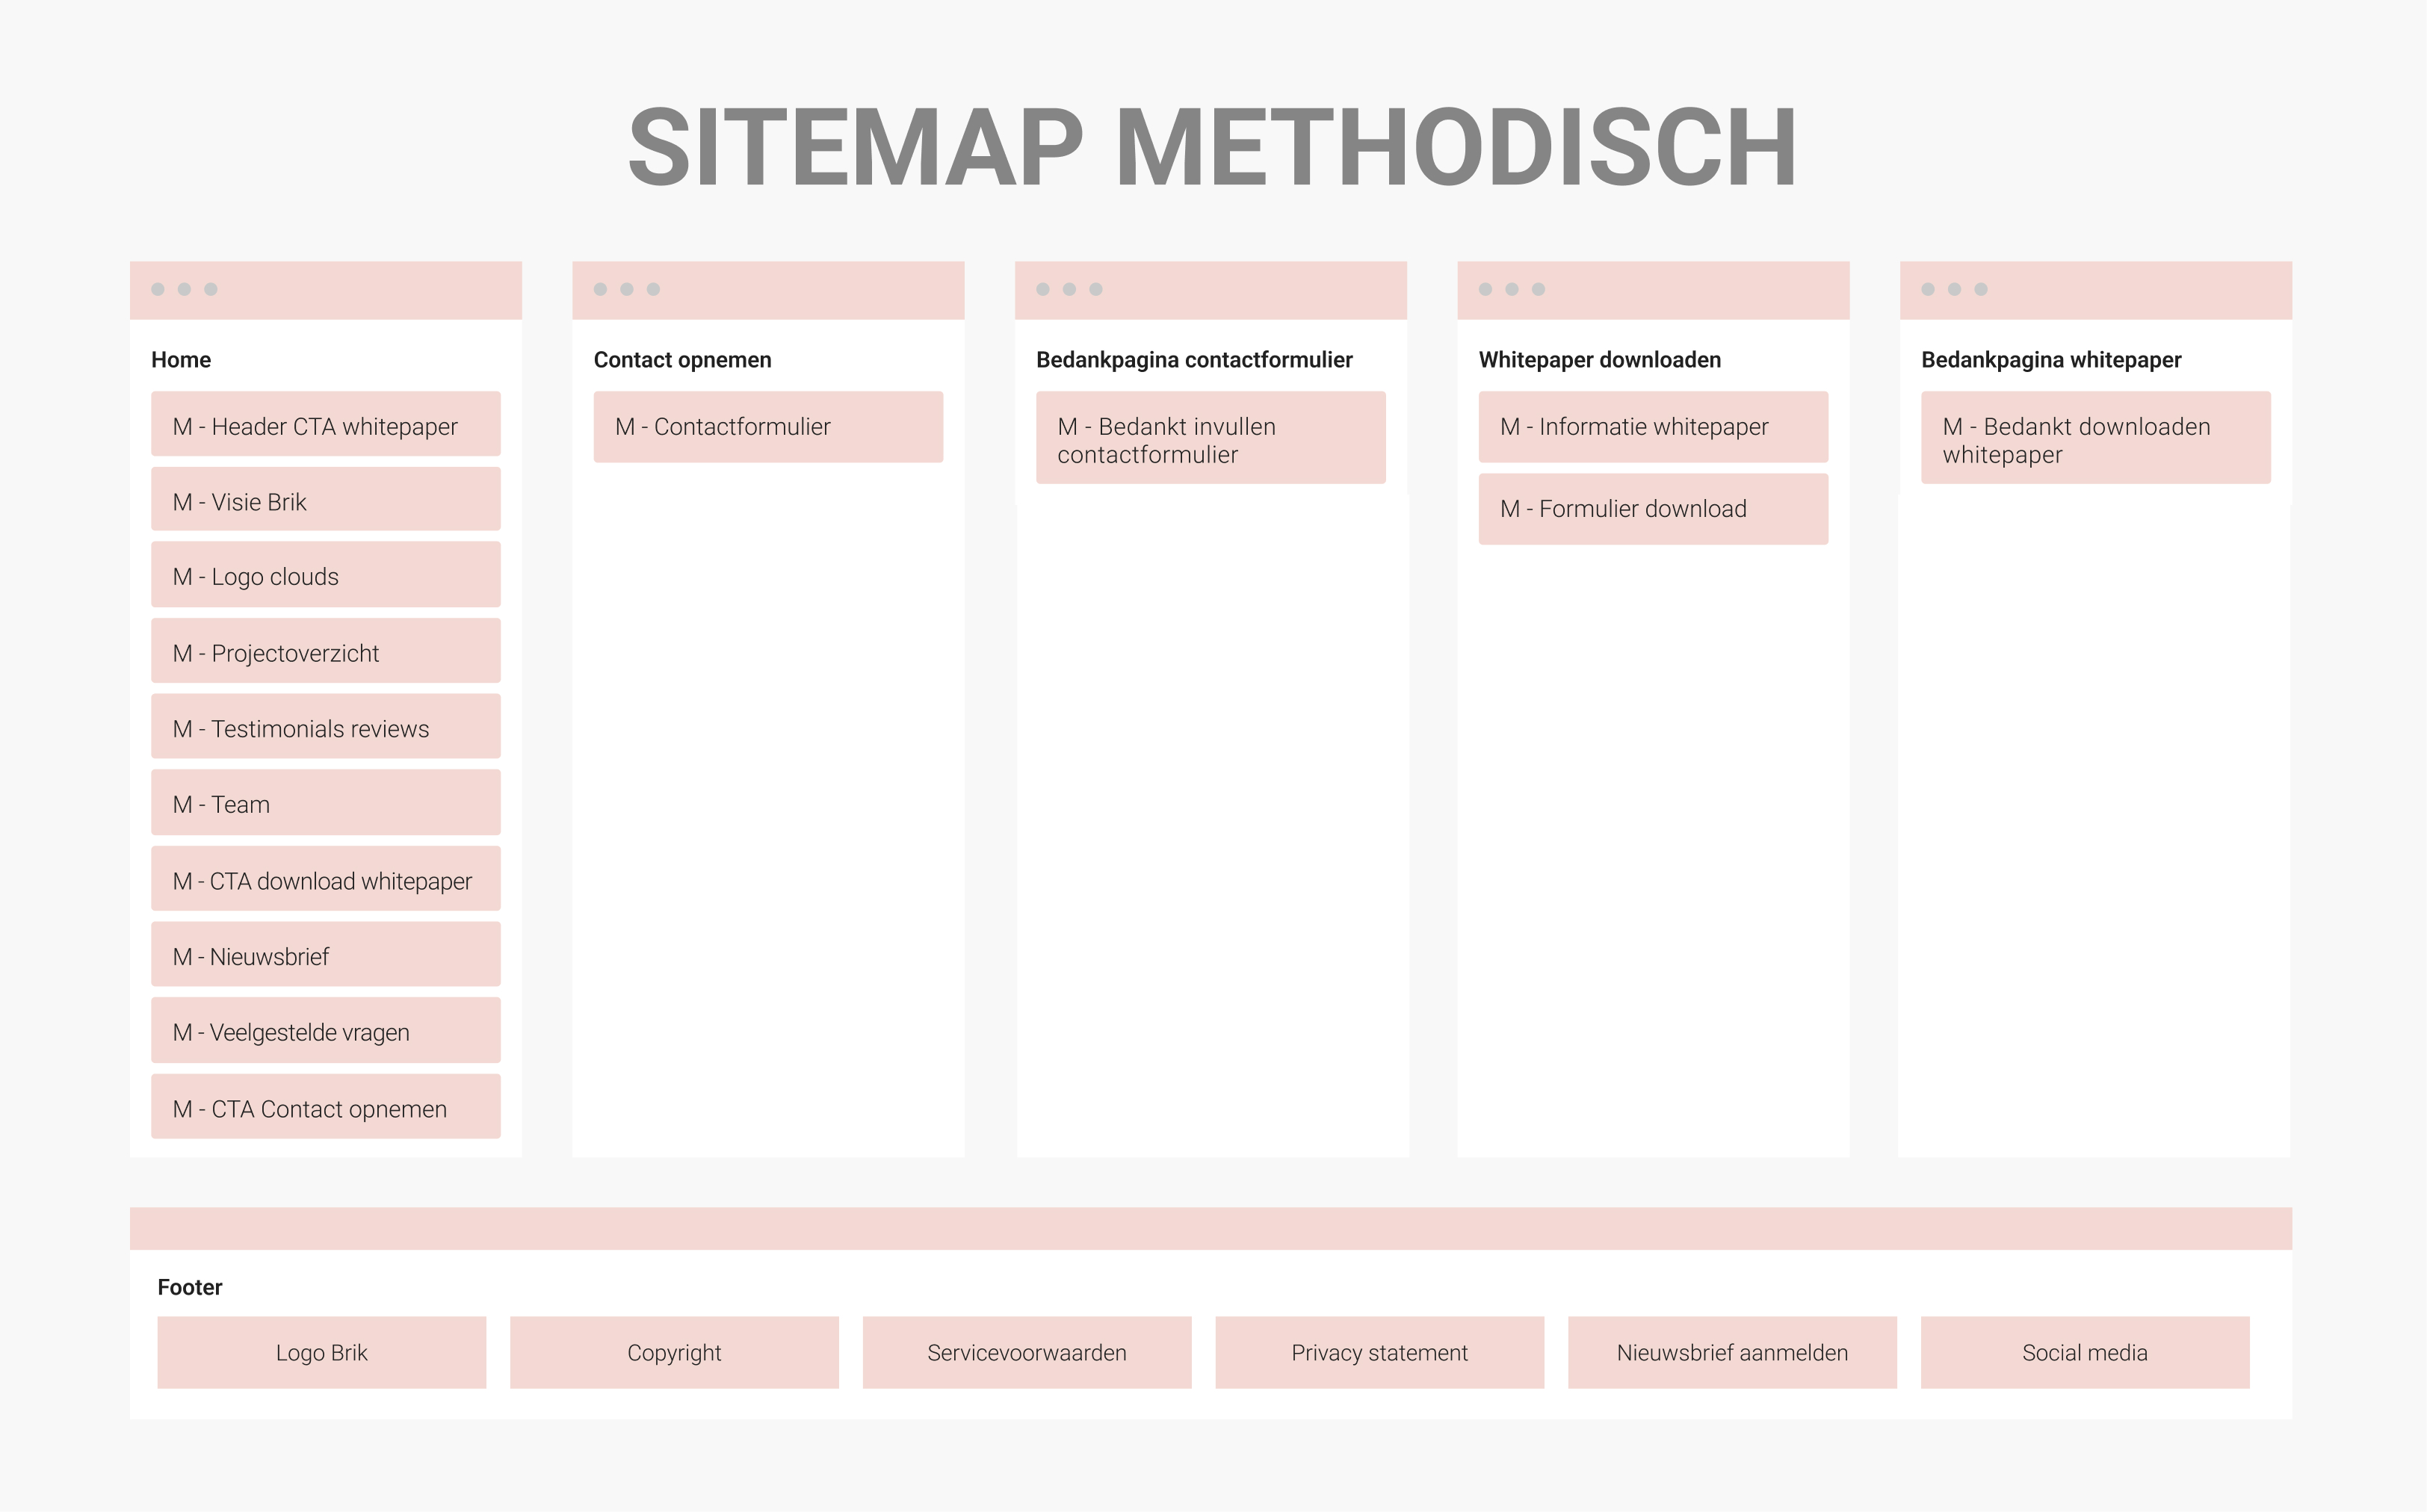 SITEMAP METHODISCH
Home
M - Header CTA whitepaper
M - Visie Brik
M - Logo clouds
M - Projectoverzicht
M - Testimonials reviews
M - Team
M - CTA download whitepaper
M - Nieuwsbrief
M - Veelgestelde vragen
M - CTA Contact opnemen
Contact opnemen
M - Contactformulier
Bedankpagina contactformulier
M - Bedankt invullen
contactformulier
Whitepaper downloaden
M - Informatie whitepaper
M - Formulier download
Bedankpagina whitepaper
M - Bedankt downloaden
whitepaper
Footer
Logo Brik
Copyright
Servicevoorwaarden
Privacy statement
Nieuwsbrief aanmelden
Social media